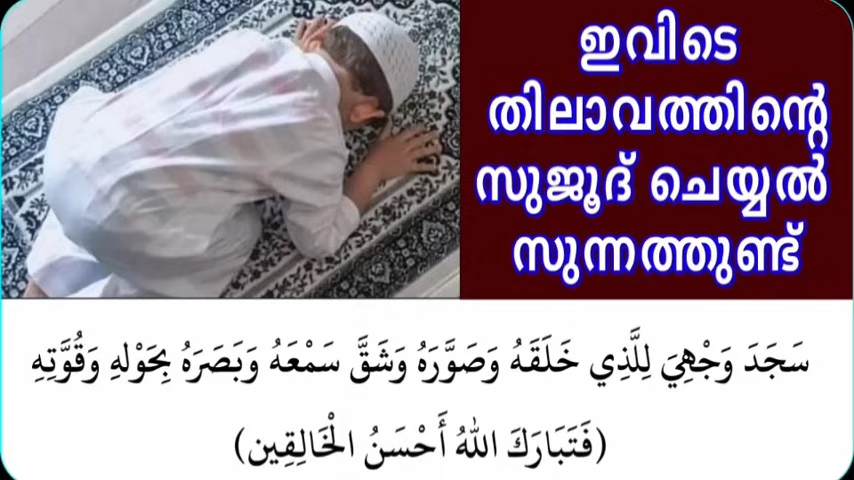 ഇവിടെ
തിലാവത്തിന്റെ
സുജൂദ് ചെയ്യൽ
സുന്നത്തുണ്ട്
سَجَدَ وَجْهِيَ لِلَّذِي خَلَقَهُ وَصَوَّرَهُ وَشَقَّ سَمْعَهُ وَبَصَرَهُ بِحَوْلِهِ وَقُوَّتِهِ
(فَتَبَارَكَ اللهُ أَحْسَنُ الْخَالِقِين)